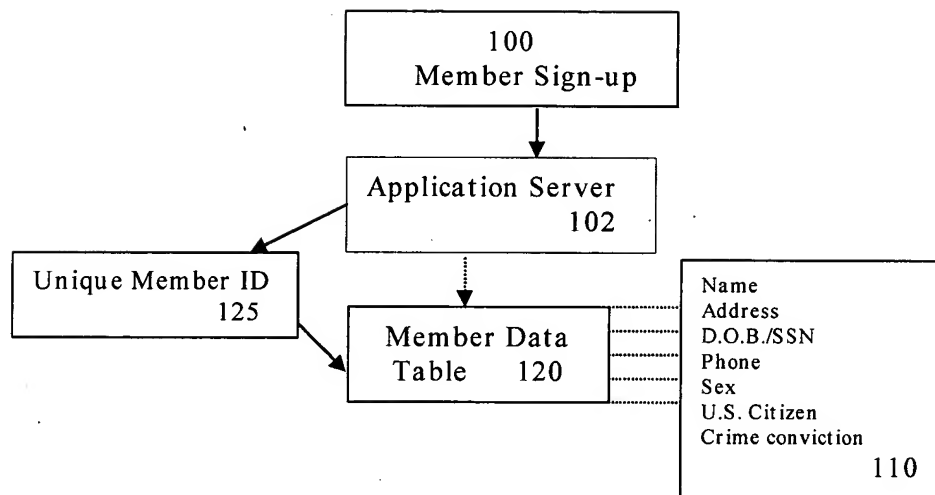 100
Member Sign-up
Application Server
102
Unique Member ID
125
Member Data
Table 120
Name
Address
D.O.B./SSN
Phone
Sex
U.S. Citizen
Crime conviction
110